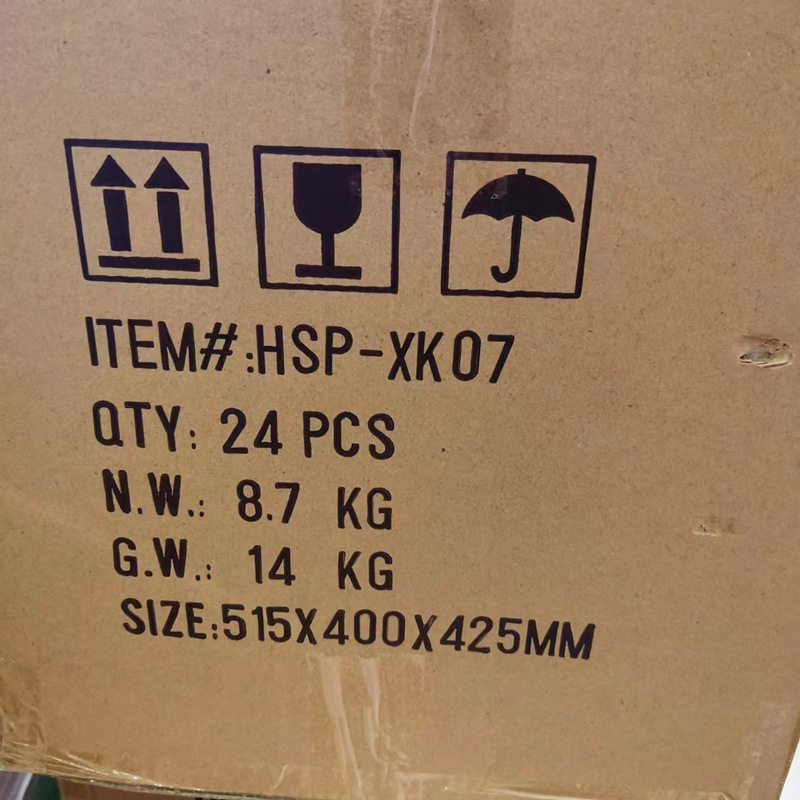 ITEM#:HSP-XK07
QTY: 24 PCS
N.W.: 8.7 KG
G.W.: 14 KG
SIZE:515X400X425MM